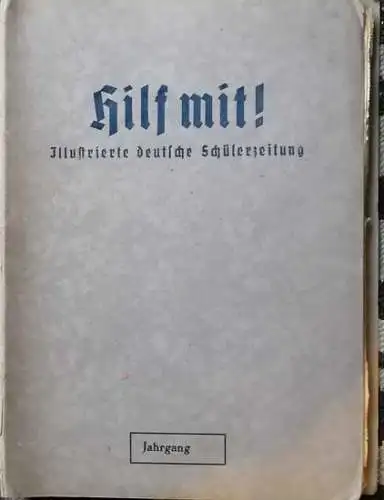 Hilf mit!
Illustrierte deutsche Schülerzeitung
Jahrgang